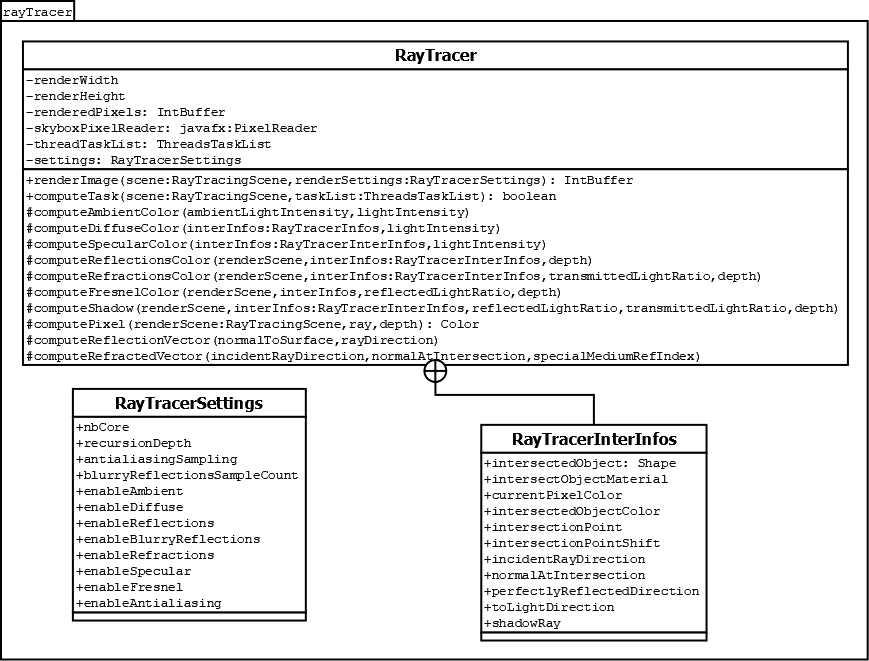 rayTracer
RayTracer
-renderWidth
-renderHeight
-renderedPixels: IntBuffer
-skyboxPixelReader: javafx:PixelReader
-threadTaskList: ThreadsTaskList
-settings: RayTracerSettings
+renderImage(scene:RayTracingScene,renderSettings:RayTracerSettings): IntBuffer
+computeTask(scene:RayTracingScene,taskList:ThreadsTaskList): boolean
#computeAmbientColor(ambientLightIntensity,lightIntensity)
#computeDiffuseColor(interInfos:RayTracerInterInfos,lightIntensity)
#computeSpecularColor(interInfos:RayTracerInterInfos,lightIntensity)
#computeReflectionsColor(renderScene,interInfos:RayTracerInterInfos,depth)
#computeRefractionsColor(renderScene,interInfos:RayTracerInterInfos,transmittedLightRatio,depth)
#computeFresnelColor(renderScene,interInfos,reflectedLightRatio,depth)
#computeShadow(renderScene,interInfos:RayTracerInterInfos,reflectedLightRatio,transmittedLightRatio,depth)
#computePixel(renderScene:RayTracingScene,ray,depth): Color
#computeReflectionVector(normalToSurface,rayDirection)
#computeRefractedVector(incidentRayDirection,normalAtIntersection,specialMediumRefIndex)
RayTracerSettings
+nbCore
+recursionDepth
+antialiasingSampling
+blurryReflectionsSampleCount
+enableAmbient
+enableDiffuse
+enableReflections
+enableBlurryReflections
+enableRefractions
+enableSpecular
+enableFresnel
+enableAntialiasing
RayTracerInterInfos
+intersectedObject: Shape
+intersectObjectMaterial
+currentPixelColor
+intersectedObjectColor
+intersectionPoint
+intersectionPointShift
+incidentRayDirection
+normalAtIntersection
+perfectlyReflectedDirection
+toLightDirection
+shadowRay